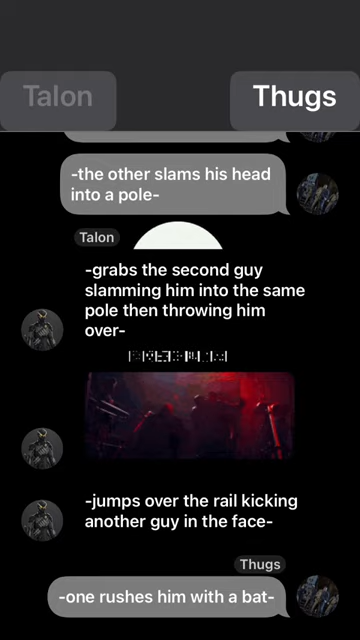 Talon
Thugs
-the other slams his head
into a pole-
Talon
-grabs the second guy
slamming him into the same
pole then throwing him
over-
-jumps over the rail kicking
another guy in the face-
Thugs
-one rushes him with a bat-